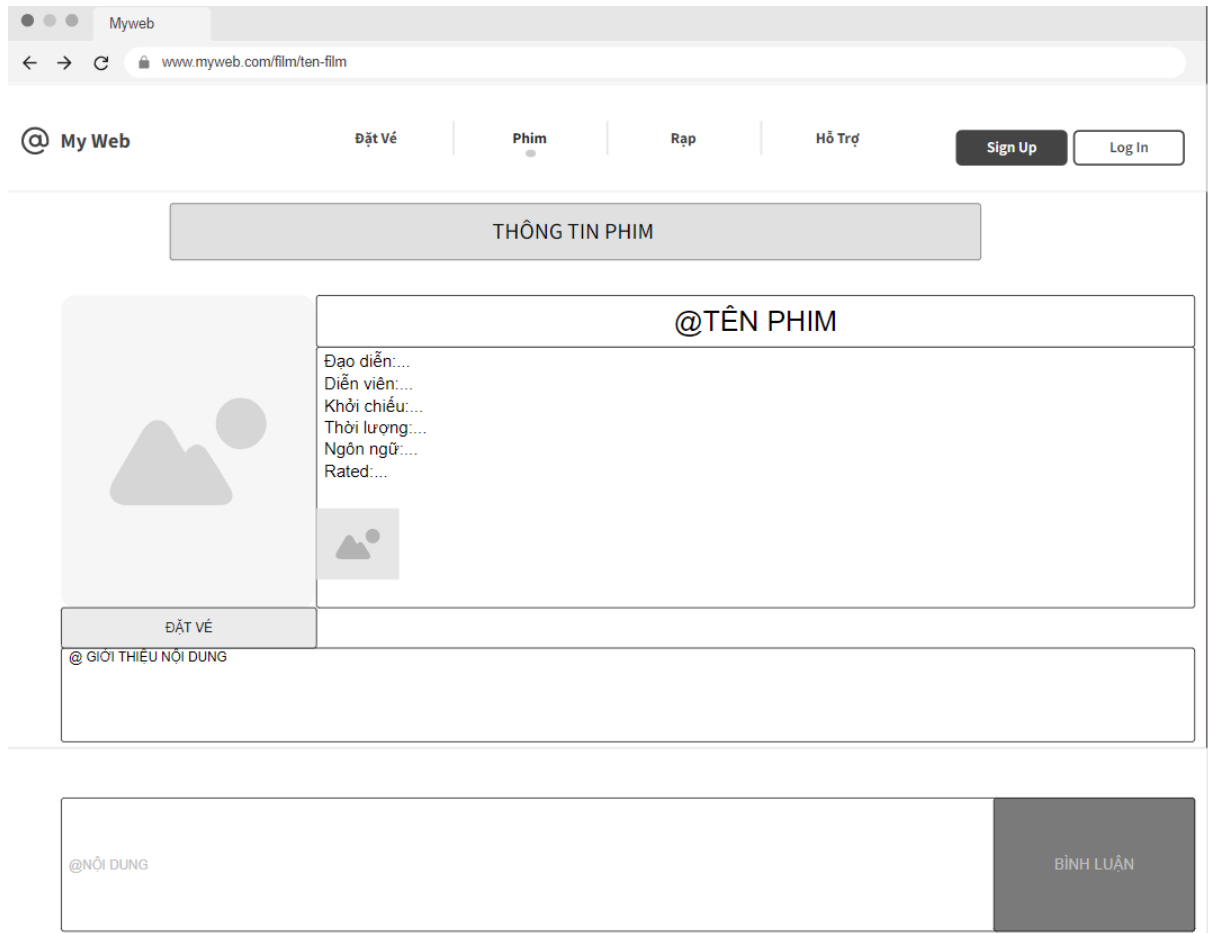 Myweb
www.myweb.com/film/ten-film
@ My Web
Đặt Vé
Phim
Rạp
Hỗ Trợ
Sign Up
Log In
THÔNG TIN PHIM
@TÊN PHIM
Đạo diễn:...
Diễn viên:...
Khởi chiếu:...
Thời lượng:...
Ngôn ngữ:...
Rated:...
ĐẶT VÉ
@ GIỚI THIỆU NỘI DUNG
@NỘI DUNG
BÌNH LUẬN